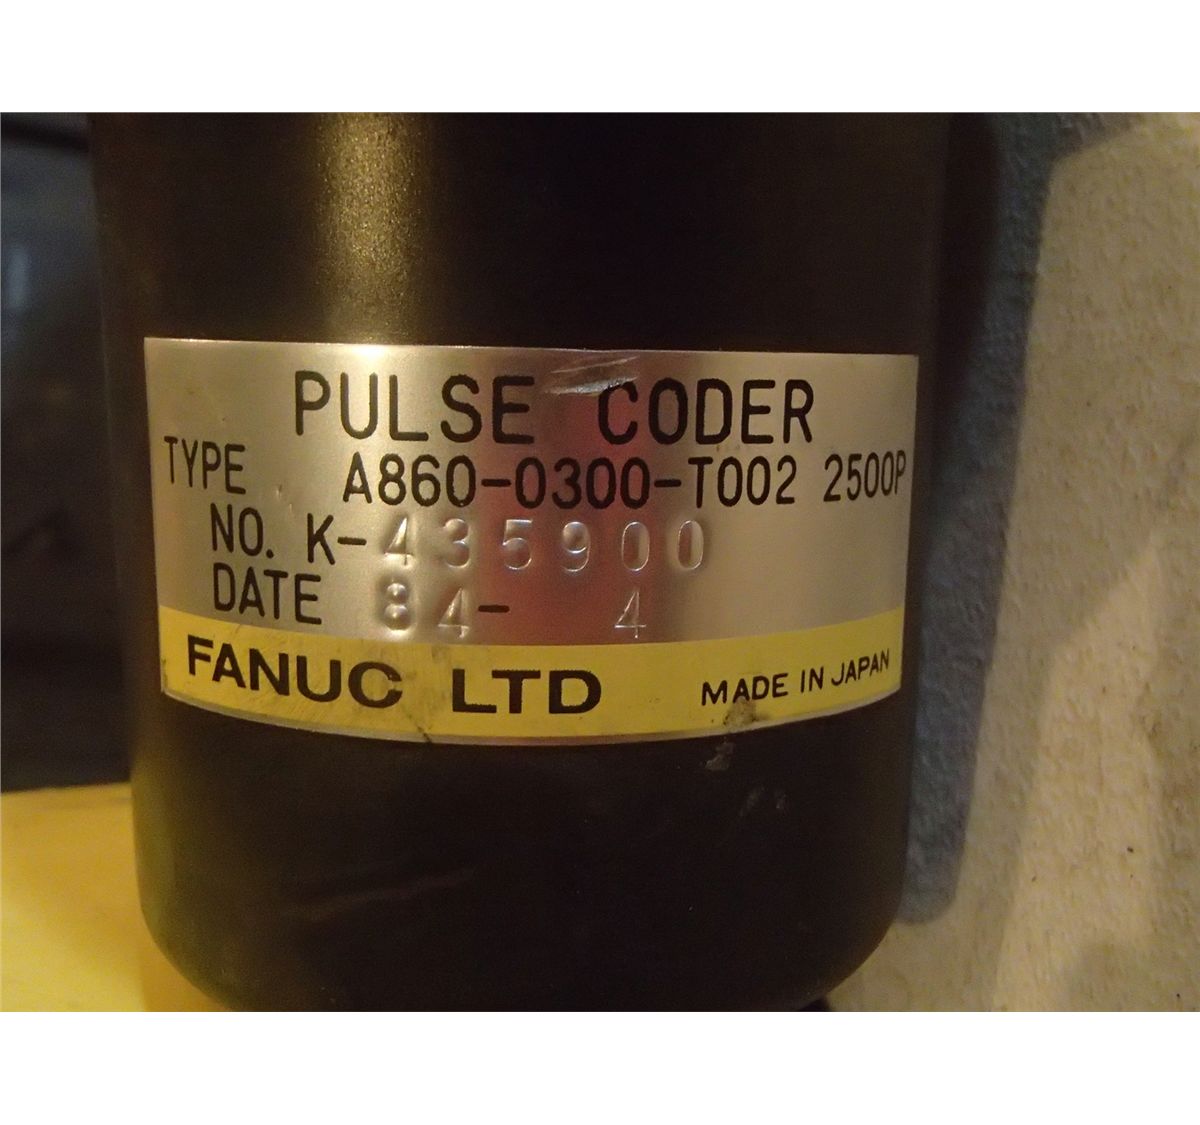 PULSE CODER
TYPE A860-0300-T002 2500P
NO. K-435900
DATE 84- 4
FANUC LTD MADE IN JAPAN